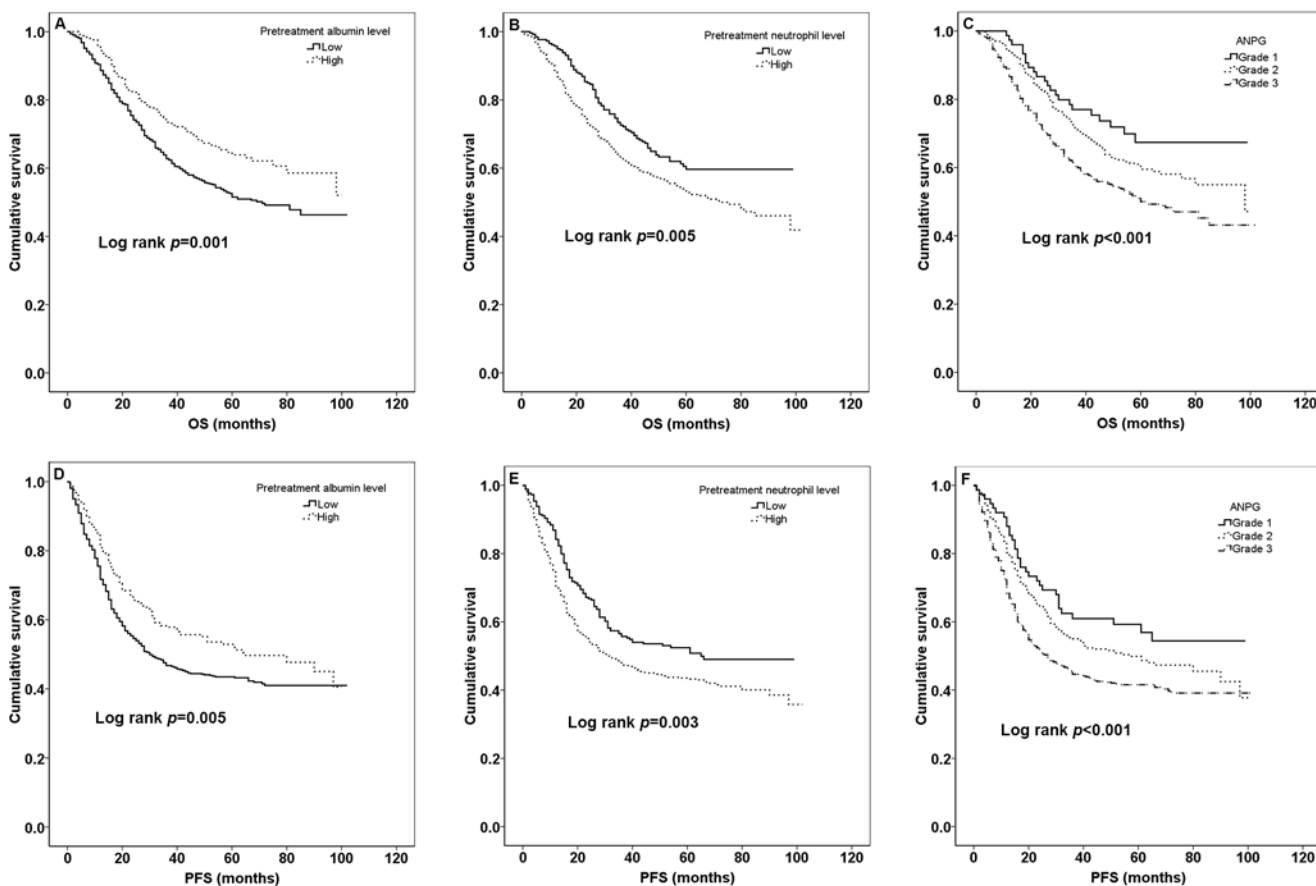 A
Pretreatment albumin level
Low
High
1.0
0.8
0.6
0.4
0.2
0.0
Cumulative survival
Log rank p=0.001
0 20 40 60 80 100 120
OS (months)
B
Pretreatment neutrophil level
Low
High
1.0
0.8
0.6
0.4
0.2
0.0
Cumulative survival
Log rank p=0.005
0 20 40 60 80 100 120
OS (months)
C
ANPG
Grade 1
Grade 2
Grade 3
1.0
0.8
0.6
0.4
0.2
0.0
Cumulative survival
Log rank p<0.001
0 20 40 60 80 100 120
OS (months)
D
Pretreatment albumin level
Low
High
1.0
0.8
0.6
0.4
0.2
0.0
Cumulative survival
Log rank p=0.005
0 20 40 60 80 100 120
PFS (months)
E
Pretreatment neutrophil level
Low
High
1.0
0.8
0.6
0.4
0.2
0.0
Cumulative survival
Log rank p=0.003
0 20 40 60 80 100 120
PFS (months)
F
ANPG
Grade 1
Grade 2
Grade 3
1.0
0.8
0.6
0.4
0.2
0.0
Cumulative survival
Log rank p<0.001
0 20 40 60 80 100 120
PFS (months)